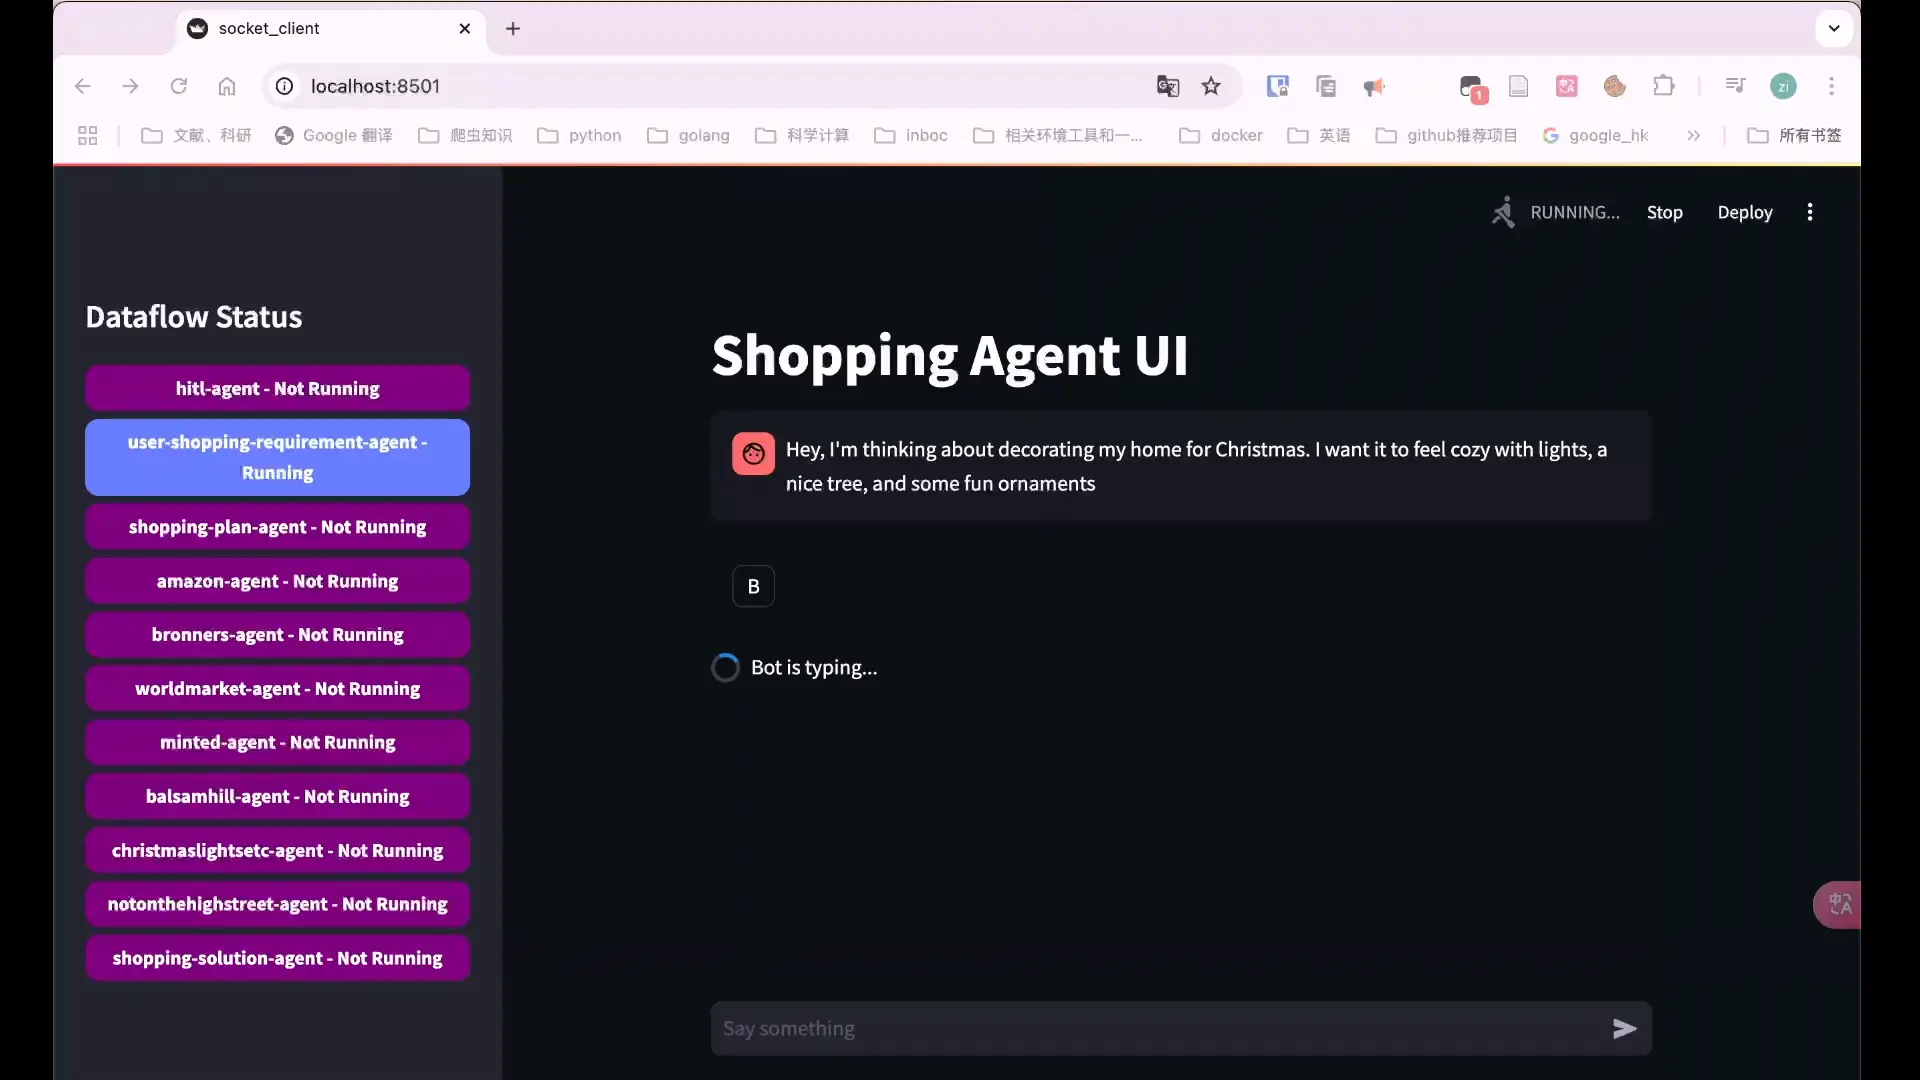 socket_client
localhost:8501
1
zi
文献、科研
Google 翻译
爬虫知识
python
golang
科学计算
inboc
相关环境工具和一...
docker
英语
github推荐项目
google_hk
所有书签
RUNNING...
Stop
Deploy
Dataflow Status
hitl-agent - Not Running
user-shopping-requirement-agent -
Running
shopping-plan-agent - Not Running
amazon-agent - Not Running
bronners-agent - Not Running
worldmarket-agent - Not Running
minted-agent - Not Running
balsamhill-agent - Not Running
christmaslightsetc-agent - Not Running
notonthehighstreet-agent - Not Running
shopping-solution-agent - Not Running
Shopping Agent UI
Hey, I'm thinking about decorating my home for Christmas. I want it to feel cozy with lights, a
nice tree, and some fun ornaments
B
Bot is typing...
Say something